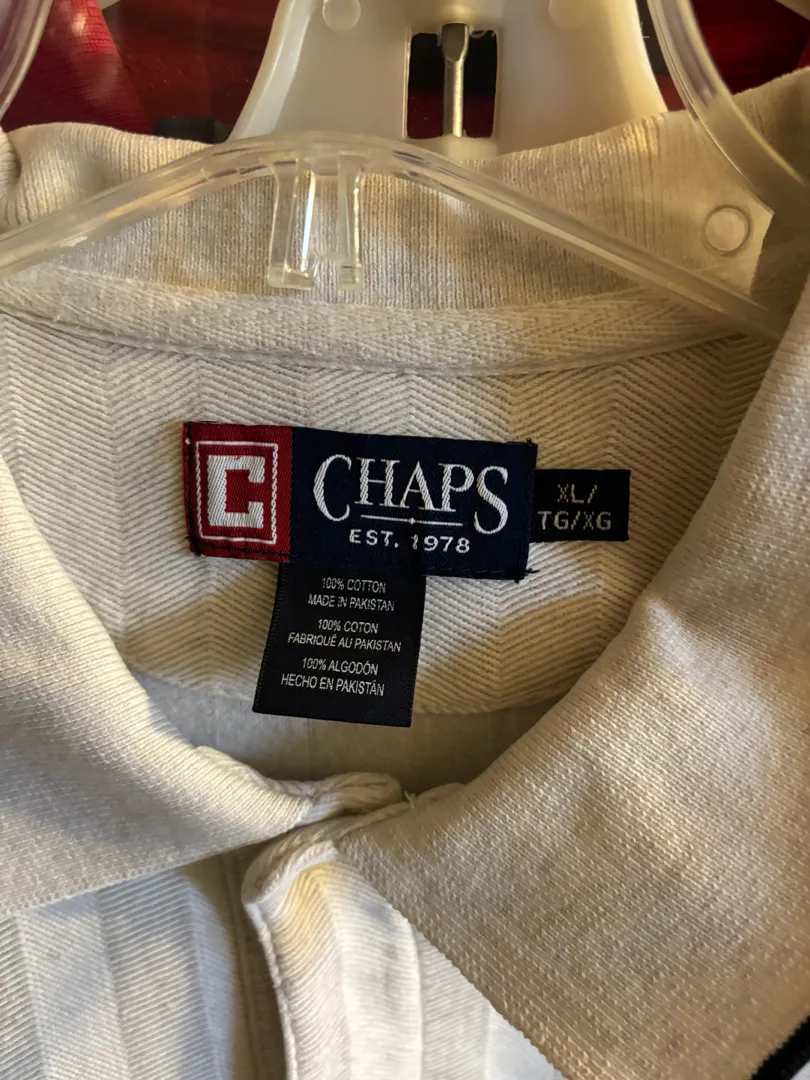 C
CHAPS
EST. 1978
XL/
TG/XG
100% COTTON
MADE IN PAKISTAN
100% COTON
FABRIQUÉ AU PAKISTAN
100% ALGODÓN
HECHO EN PAKISTÁN